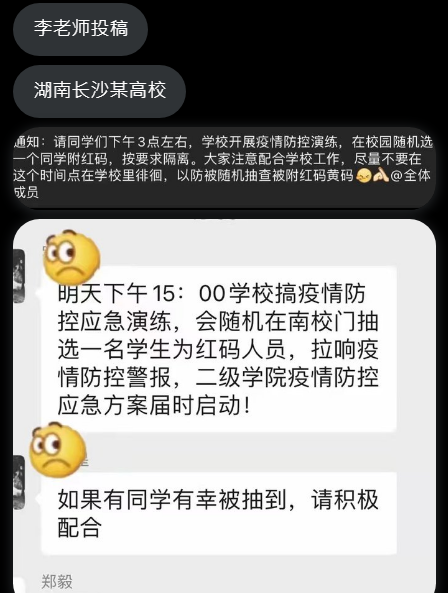 李老师投稿
湖南长沙某高校
通知：请同学们下午3点左右，学校开展疫情防控演练，在校园随机选
一个同学附红码，按要求隔离。大家注意配合学校工作，尽量不要在
这个时间点在学校里徘徊，以防被随机抽查被附红码黄码😂🙏🏻@全体
成员
明天下午15：00学校搞疫情防
控应急演练，会随机在南校门抽
选一名学生为红码人员，拉响疫
情防控警报，二级学院疫情防控
应急方案届时启动！
如果有同学有幸被抽到，请积极
配合
郑毅